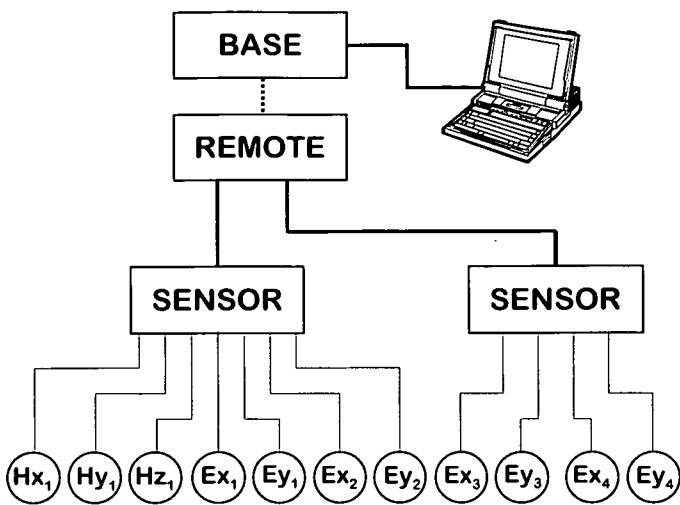 BASE
REMOTE
SENSOR SENSOR
Hx₁ Hy₁ Hz₁ Ex₁ Ey₁ Ex₂ Ey₂ Ex₃ Ey₃ Ex₄ Ey₄